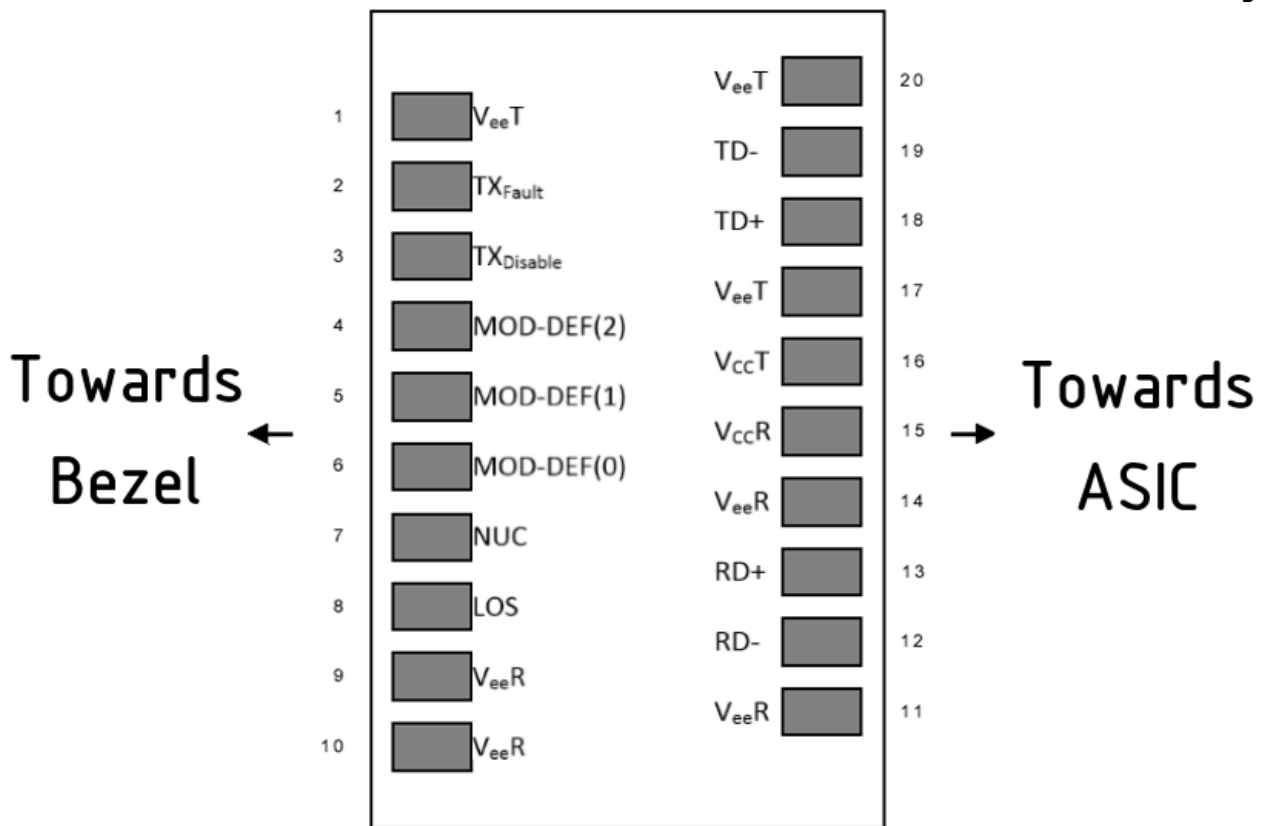 Towards
Bezel
1 VeeT
2 TXFault
3 TXDisable
4 MOD-DEF(2)
5 MOD-DEF(1)
6 MOD-DEF(0)
7 NUC
8 LOS
9 VeeR
10 VeeR
VeeT 20
TD- 19
TD+ 18
VeeT 17
VCCT 16
VCCR 15
VeeR 14
RD+ 13
RD- 12
VeeR 11
Towards
ASIC